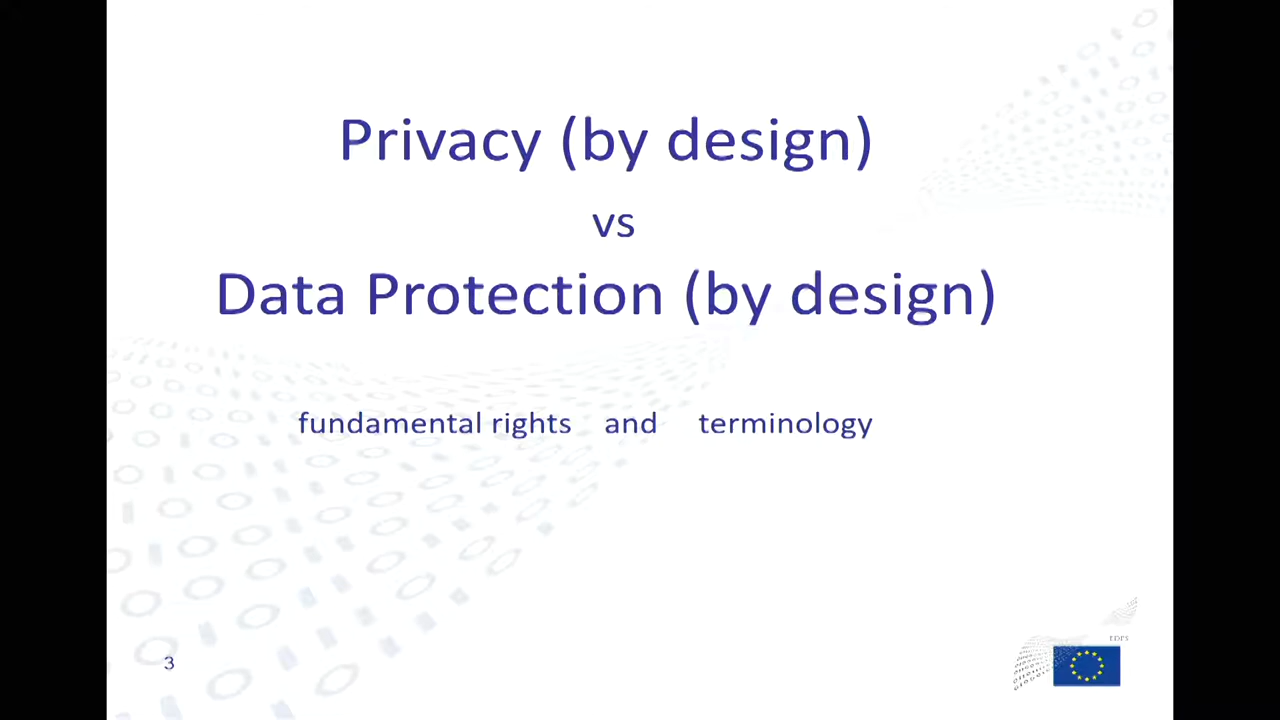 Privacy (by design)
vs
Data Protection (by design)
fundamental rights and terminology
3
EDPS